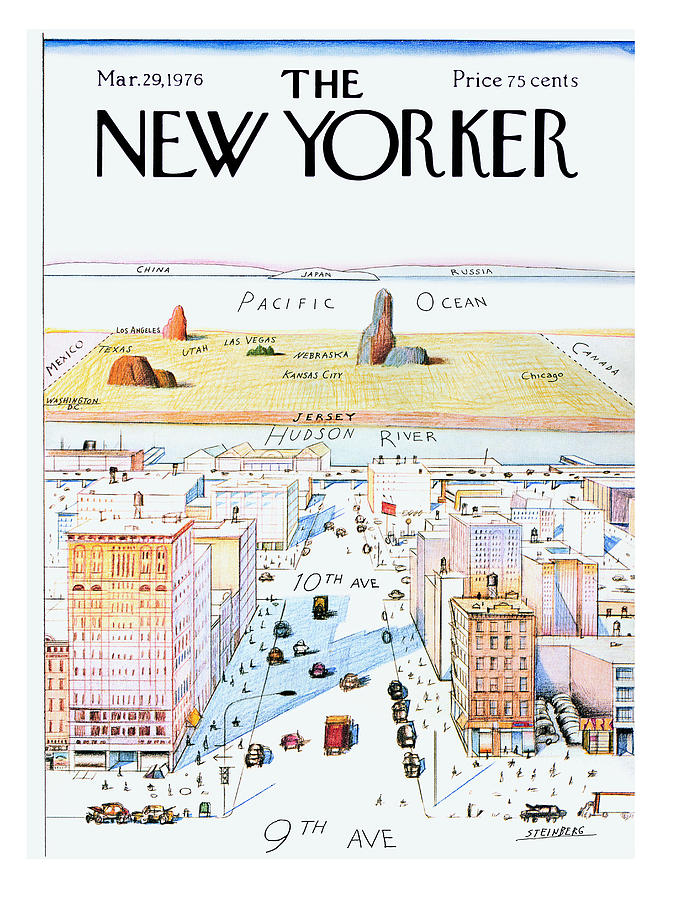 Mar. 29, 1976
THE
Price 75 cents
NEW YORKER
CHINA
JAPAN
RUSSIA
PACIFIC OCEAN
LOS ANGELES
MEXICO
TEXAS
UTAH
LAS VEGAS
NEBRASKA
CANADA
KANSAS CITY
Chicago
WASHINGTON
D.C.
JERSEY
HUDSON RIVER
10TH AVE
PARK
9TH AVE
STEINBERG